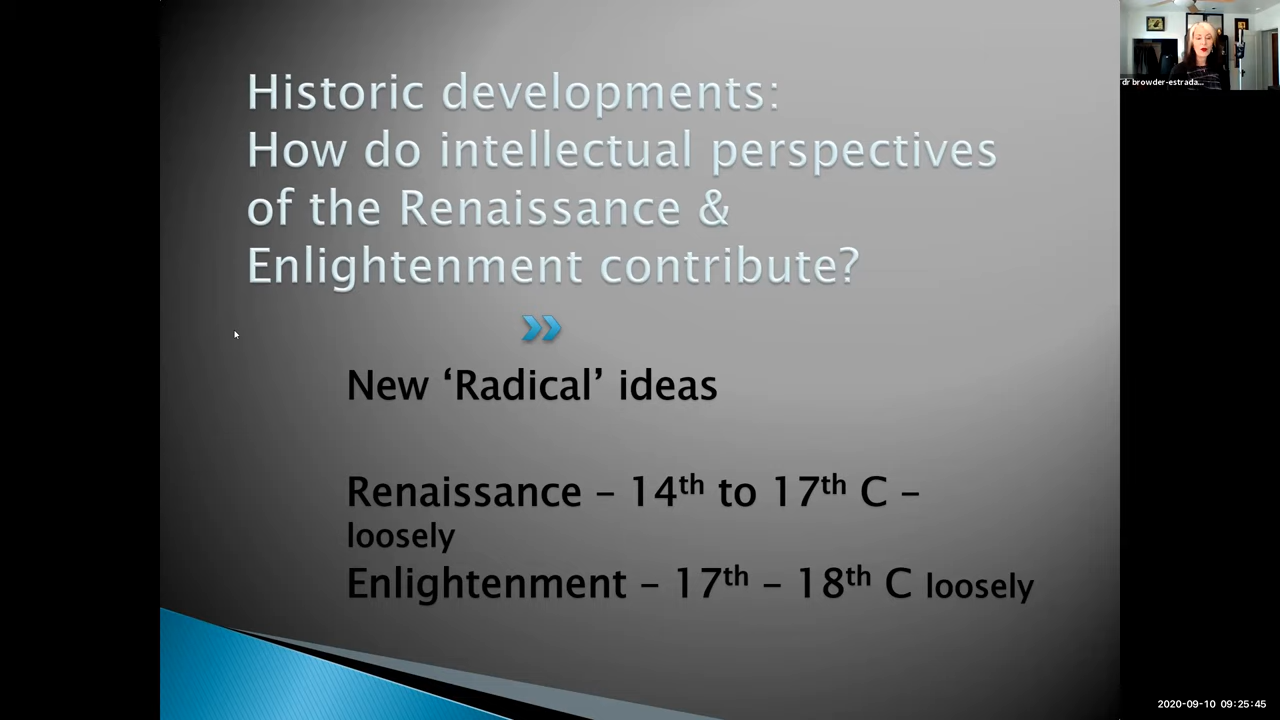 Historic developments:
How do intellectual perspectives
of the Renaissance &
Enlightenment contribute?
New ‘Radical’ ideas
Renaissance – 14th to 17th C –
loosely
Enlightenment – 17th – 18th C loosely
dr browder-estrada...
2020-09-10 09:25:45